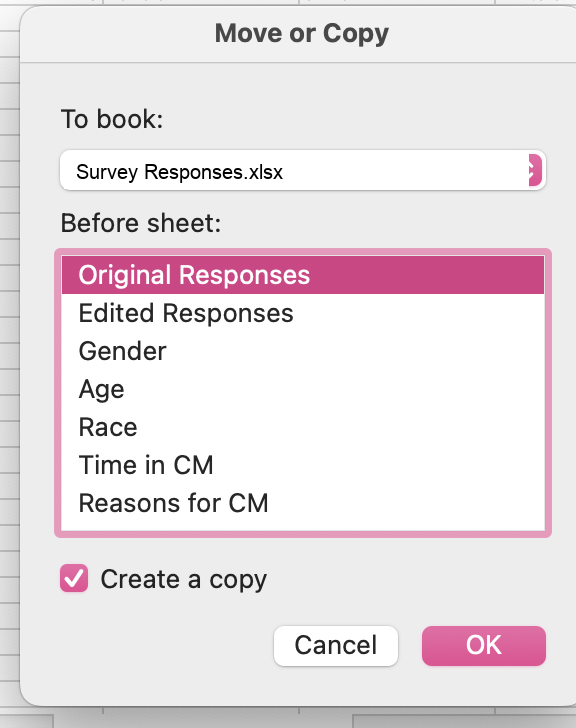 Move or Copy
To book:
Survey Responses.xlsx
Before sheet:
Original Responses
Edited Responses
Gender
Age
Race
Time in CM
Reasons for CM
Create a copy
Cancel OK